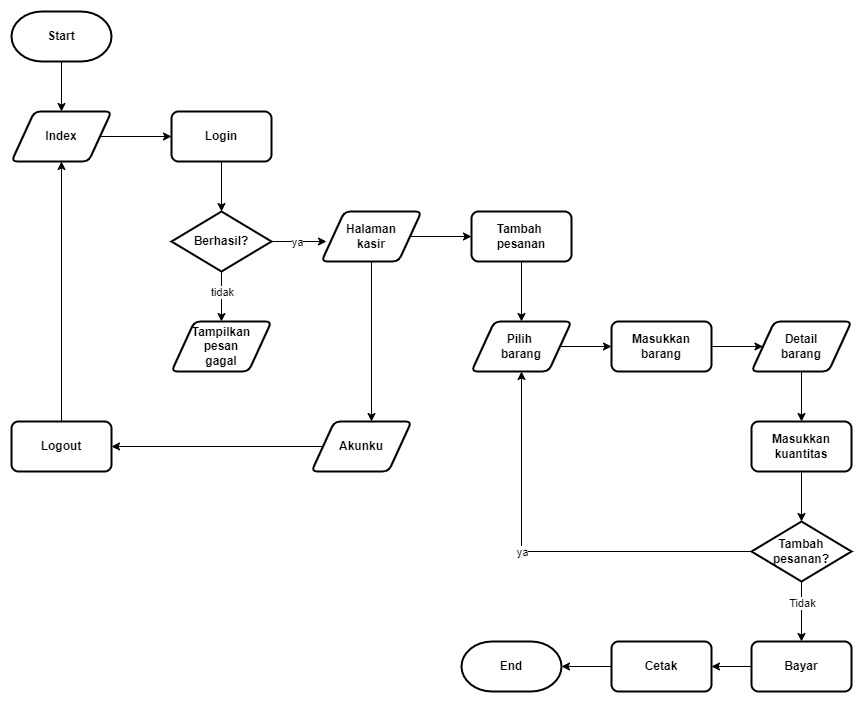 Start
Index
Login
Berhasil?
ya
Halaman
kasir
Tambah
pesanan
tidak
Tampilkan
pesan
gagal
Pilih
barang
Masukkan
barang
Detail
barang
Logout
Akunku
Masukkan
kuantitas
Tambah
pesanan?
ya
Tidak
End
Cetak
Bayar